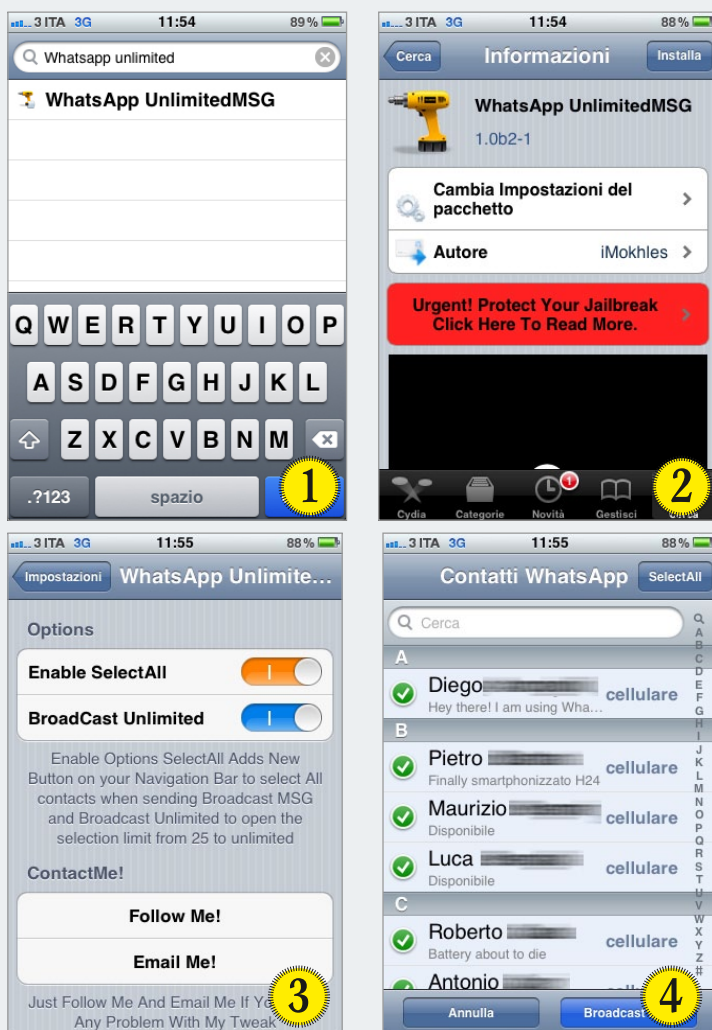 3 ITA 3G 11:54 89%
Whatsapp unlimited
WhatsApp UnlimitedMSG
Q W E R T Y U I O P
A S D F G H J K L
Z X C V B N M
.?123 spazio
1
3 ITA 3G 11:54 88%
Cerca Informazioni Installa
WhatsApp UnlimitedMSG
1.0b2-1
Cambia Impostazioni del
pacchetto
Autore iMokhles
Urgent! Protect Your Jailbreak
Click Here To Read More.
1
Cydia Categorie Novità Gestisci
2
3 ITA 3G 11:55 88%
Impostazioni WhatsApp Unlimite...
Options
Enable SelectAll
BroadCast Unlimited
Enable Options SelectAll Adds New
Button on your Navigation Bar to select All
contacts when sending Broadcast MSG
and Broadcast Unlimited to open the
selection limit from 25 to unlimited
ContactMe!
Follow Me!
Email Me!
Just Follow Me And Email Me If
Any Problem With My Tweak
3
3 ITA 3G 11:55 88%
Contatti WhatsApp SelectAll
Cerca
A
Diego cellulare
Hey there! I am using Wha...
B
Pietro cellulare
Finally smartphonizzato H24
Maurizio cellulare
Disponibile
Luca cellulare
Disponibile
C
Roberto cellulare
Battery about to die
Antonio
A
B
C
D
E
F
G
H
I
J
K
L
M
N
O
P
Q
R
S
T
U
V
W
X
Y
Z
#
Annulla Broadcast
4